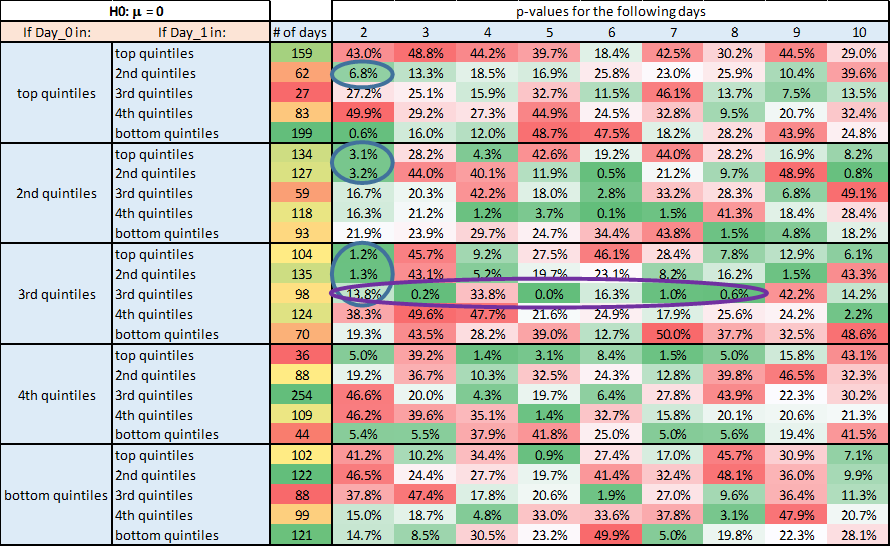 H0: μ = 0 p-values for the following days
If Day_0 in: If Day_1 in: # of days 2 3 4 5 6 7 8 9 10
top quintiles 159 43.0% 48.8% 44.2% 39.7% 18.4% 42.5% 30.2% 44.5% 29.0%
2nd quintiles 62 6.8% 13.3% 18.5% 16.9% 25.8% 23.0% 25.9% 10.4% 39.6%
top quintiles 3rd quintiles 27 27.2% 25.1% 15.9% 32.7% 11.5% 46.1% 13.7% 7.5% 13.5%
4th quintiles 83 49.9% 29.2% 27.3% 44.9% 24.5% 32.8% 9.5% 20.7% 32.4%
bottom quintiles 199 0.6% 16.0% 12.0% 48.7% 47.5% 18.2% 28.2% 43.9% 24.8%
top quintiles 134 3.1% 28.2% 4.3% 42.6% 19.2% 44.0% 28.2% 16.9% 8.2%
2nd quintiles 127 3.2% 44.0% 40.1% 11.9% 0.5% 21.2% 9.7% 48.9% 0.8%
2nd quintiles 3rd quintiles 59 16.7% 20.3% 42.2% 18.0% 2.8% 33.2% 28.3% 6.8% 49.1%
4th quintiles 118 16.3% 21.2% 1.2% 3.7% 0.1% 1.5% 41.3% 18.4% 28.4%
bottom quintiles 93 21.9% 23.9% 29.7% 24.7% 34.4% 43.8% 1.5% 4.8% 18.2%
top quintiles 104 1.2% 45.7% 9.2% 27.5% 46.1% 28.4% 7.8% 12.9% 6.1%
2nd quintiles 135 1.3% 43.1% 5.2% 19.7% 23.1% 8.2% 16.2% 1.5% 43.3%
3rd quintiles 3rd quintiles 98 13.8% 0.2% 33.8% 0.0% 16.3% 1.0% 0.6% 42.2% 14.2%
4th quintiles 124 38.3% 49.6% 47.7% 21.6% 24.9% 17.9% 25.6% 24.2% 2.2%
bottom quintiles 70 19.3% 43.5% 28.2% 39.0% 12.7% 50.0% 37.7% 32.5% 48.6%
top quintiles 36 5.0% 39.2% 1.4% 3.1% 8.4% 1.5% 5.0% 15.8% 43.1%
2nd quintiles 88 19.2% 36.7% 10.3% 32.5% 24.3% 12.8% 39.8% 46.5% 32.3%
4th quintiles 3rd quintiles 254 46.6% 20.0% 4.3% 19.7% 6.4% 27.8% 43.9% 22.3% 30.2%
4th quintiles 109 46.2% 39.6% 35.1% 1.4% 32.7% 15.8% 20.1% 20.6% 21.3%
bottom quintiles 44 5.4% 5.5% 37.9% 41.8% 25.0% 5.0% 5.6% 19.4% 41.5%
top quintiles 102 41.2% 10.2% 34.4% 0.9% 27.4% 17.0% 45.7% 30.9% 7.1%
2nd quintiles 122 46.5% 24.4% 27.7% 19.7% 41.4% 32.4% 48.1% 36.0% 9.9%
bottom quintiles 3rd quintiles 88 37.8% 47.4% 17.8% 20.6% 1.9% 27.0% 9.6% 36.4% 11.3%
4th quintiles 99 15.0% 18.7% 4.8% 33.0% 33.6% 37.8% 3.1% 47.9% 20.7%
bottom quintiles 121 14.7% 8.5% 30.5% 23.2% 49.9% 5.0% 19.8% 22.3% 28.1%